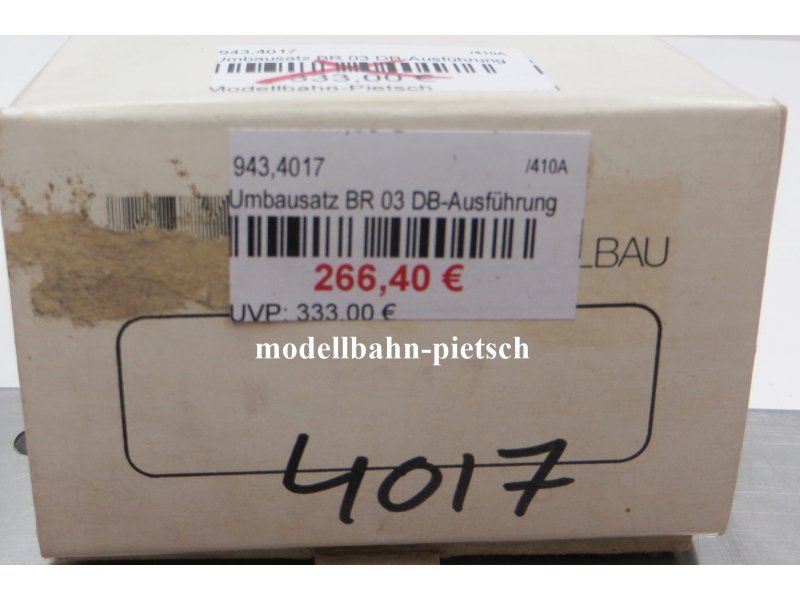 943,4017 /410A
Umbausatz BR 03 DB-Ausführung
333,00 €
Modellbahn-Pietsch
943,4017 /410A
Umbausatz BR 03 DB-Ausführung
LBAU
266,40 €
UVP: 333,00 €
modellbahn-pietsch
4017